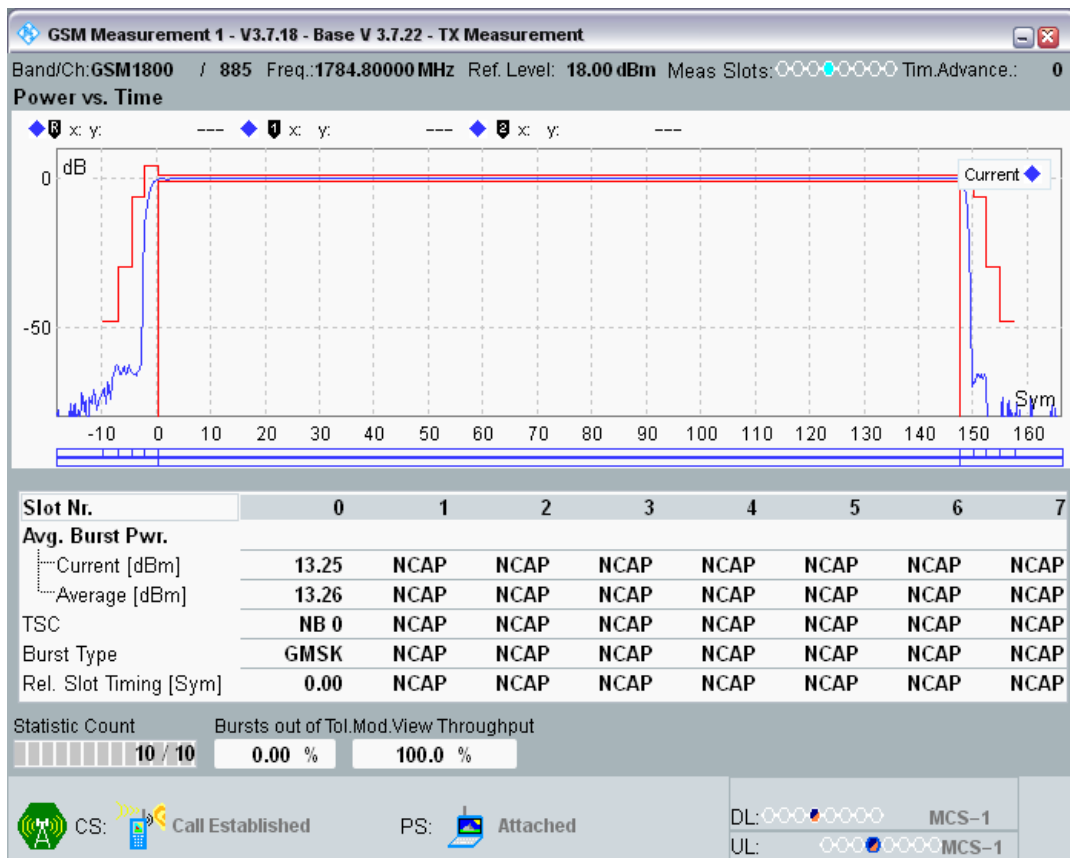 GSM Measurement 1 - V3.7.18 - Base V 3.7.22 - TX Measurement
Band/Ch:GSM1800 / 885 Freq.:1784.80000 MHz Ref. Level: 18.00 dBm Meas Slots: Tim.Advance.: 0
Power vs. Time
R x: y: --- 1 x: y: --- 2 x: y: ---
dB
0
Current
-50
Sym
-10 0 10 20 30 40 50 60 70 80 90 100 110 120 130 140 150 160
Slot Nr. 0 1 2 3 4 5 6 7
Avg. Burst Pwr.
Current [dBm] 13.25 NCAP NCAP NCAP NCAP NCAP NCAP NCAP
Average [dBm] 13.26 NCAP NCAP NCAP NCAP NCAP NCAP NCAP
TSC NB 0 NCAP NCAP NCAP NCAP NCAP NCAP NCAP
Burst Type GMSK NCAP NCAP NCAP NCAP NCAP NCAP NCAP
Rel. Slot Timing [Sym] 0.00 NCAP NCAP NCAP NCAP NCAP NCAP NCAP
Statistic Count Bursts out of Tol.Mod.View Throughput
10 / 10 0.00 % 100.0 %
CS: Call Established PS: Attached
DL: MCS-1
UL: MCS-1